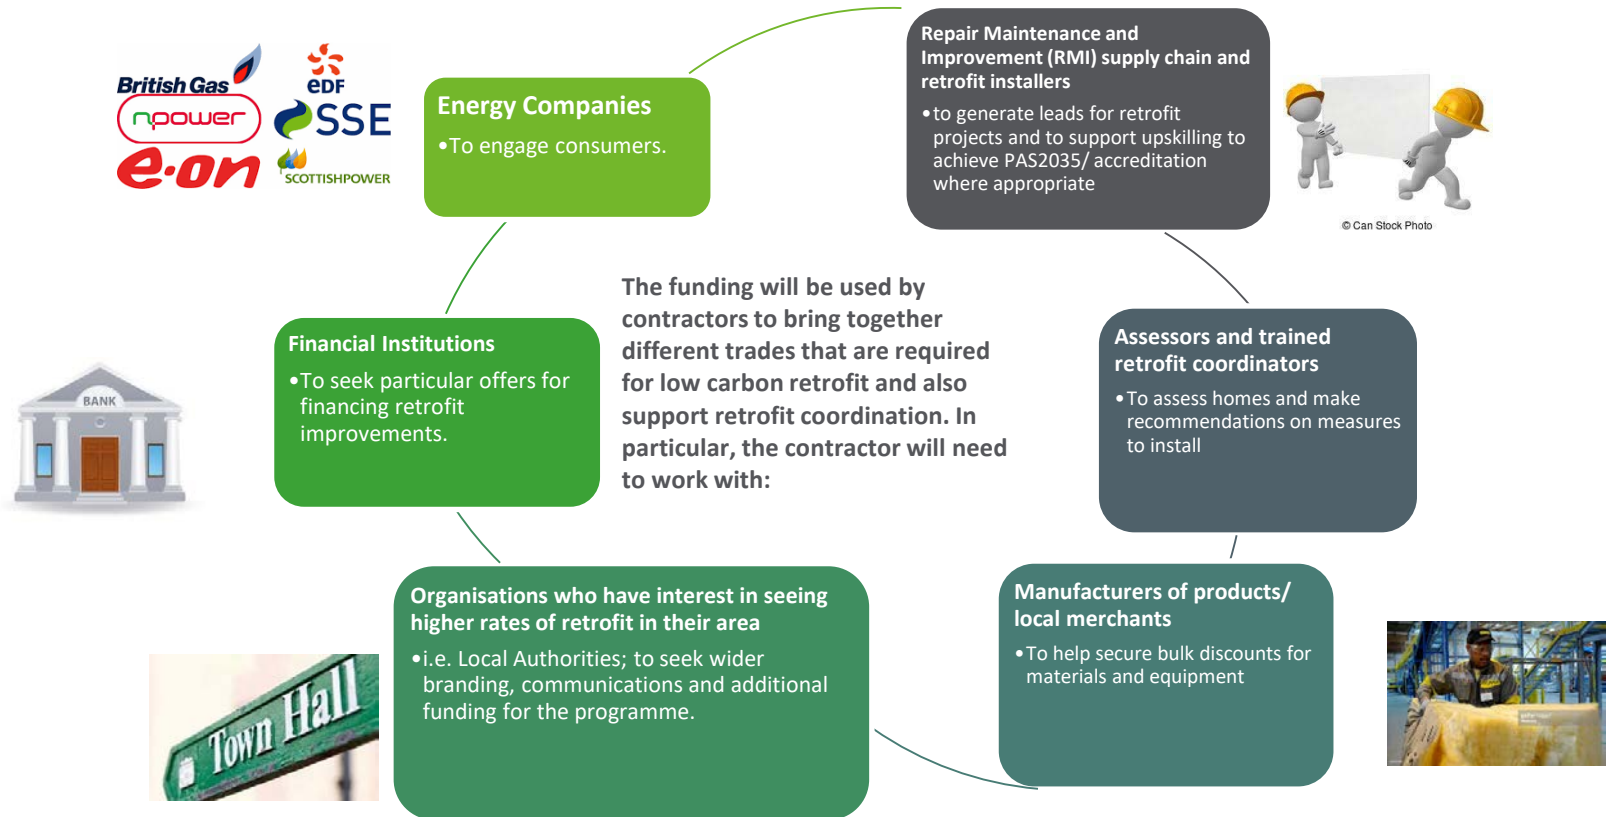 British Gas
npower
e·on
eDF
SSE
SCOTTISHPOWER
Energy Companies
•To engage consumers.
Repair Maintenance and
Improvement (RMI) supply chain and
retrofit installers
•to generate leads for retrofit
projects and to support upskilling to
achieve PAS2035/ accreditation
where appropriate
© Can Stock Photo
The funding will be used by
contractors to bring together
different trades that are required
for low carbon retrofit and also
support retrofit coordination. In
particular, the contractor will need
to work with:
Financial Institutions
•To seek particular offers for
financing retrofit
improvements.
BANK
Assessors and trained
retrofit coordinators
•To assess homes and make
recommendations on measures
to install
Organisations who have interest in seeing
higher rates of retrofit in their area
•i.e. Local Authorities; to seek wider
branding, communications and additional
funding for the programme.
Town Hall
Manufacturers of products/
local merchants
•To help secure bulk discounts for
materials and equipment